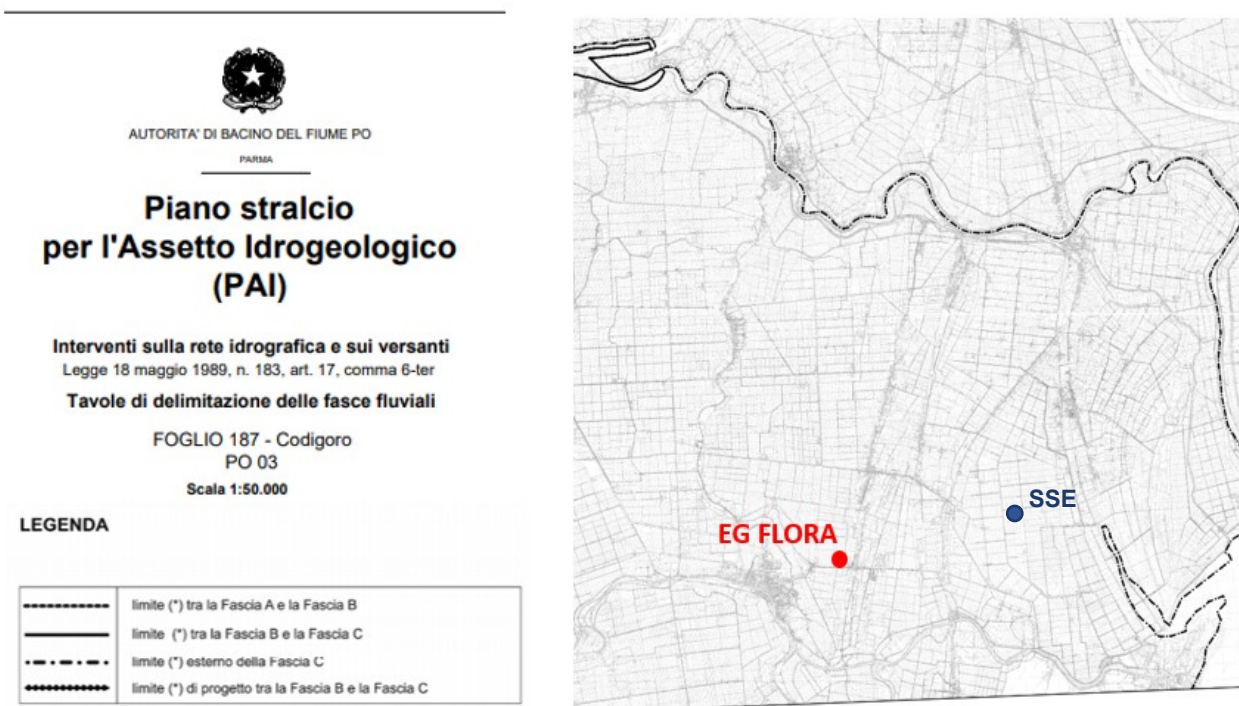 AUTORITA' DI BACINO DEL FIUME PO
PARMA
Piano stralcio
per l'Assetto Idrogeologico
(PAI)
Interventi sulla rete idrografica e sui versanti
Legge 18 maggio 1989, n. 183, art. 17, comma 6-ter
Tavole di delimitazione delle fasce fluviali
FOGLIO 187 - Codigoro
PO 03
Scala 1:50.000
LEGENDA
limite (*) tra la Fascia A e la Fascia B
limite (*) tra la Fascia B e la Fascia C
limite (*) esterno della Fascia C
limite (*) di progetto tra la Fascia B e la Fascia C
SSE
EG FLORA